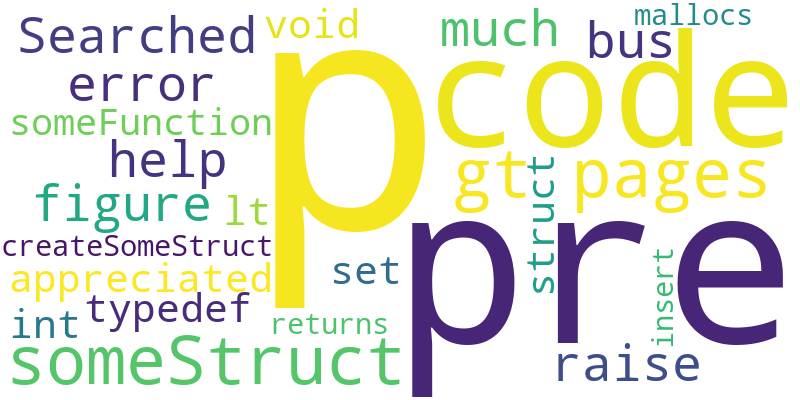 Searched
void
much
mallocs
bus
error
p
code
someFunction
help
gt
pages
figure
lt
struct
pre
createSomeStruct
appreciated
set
insert
typedef
int
returns
someStruct
raise